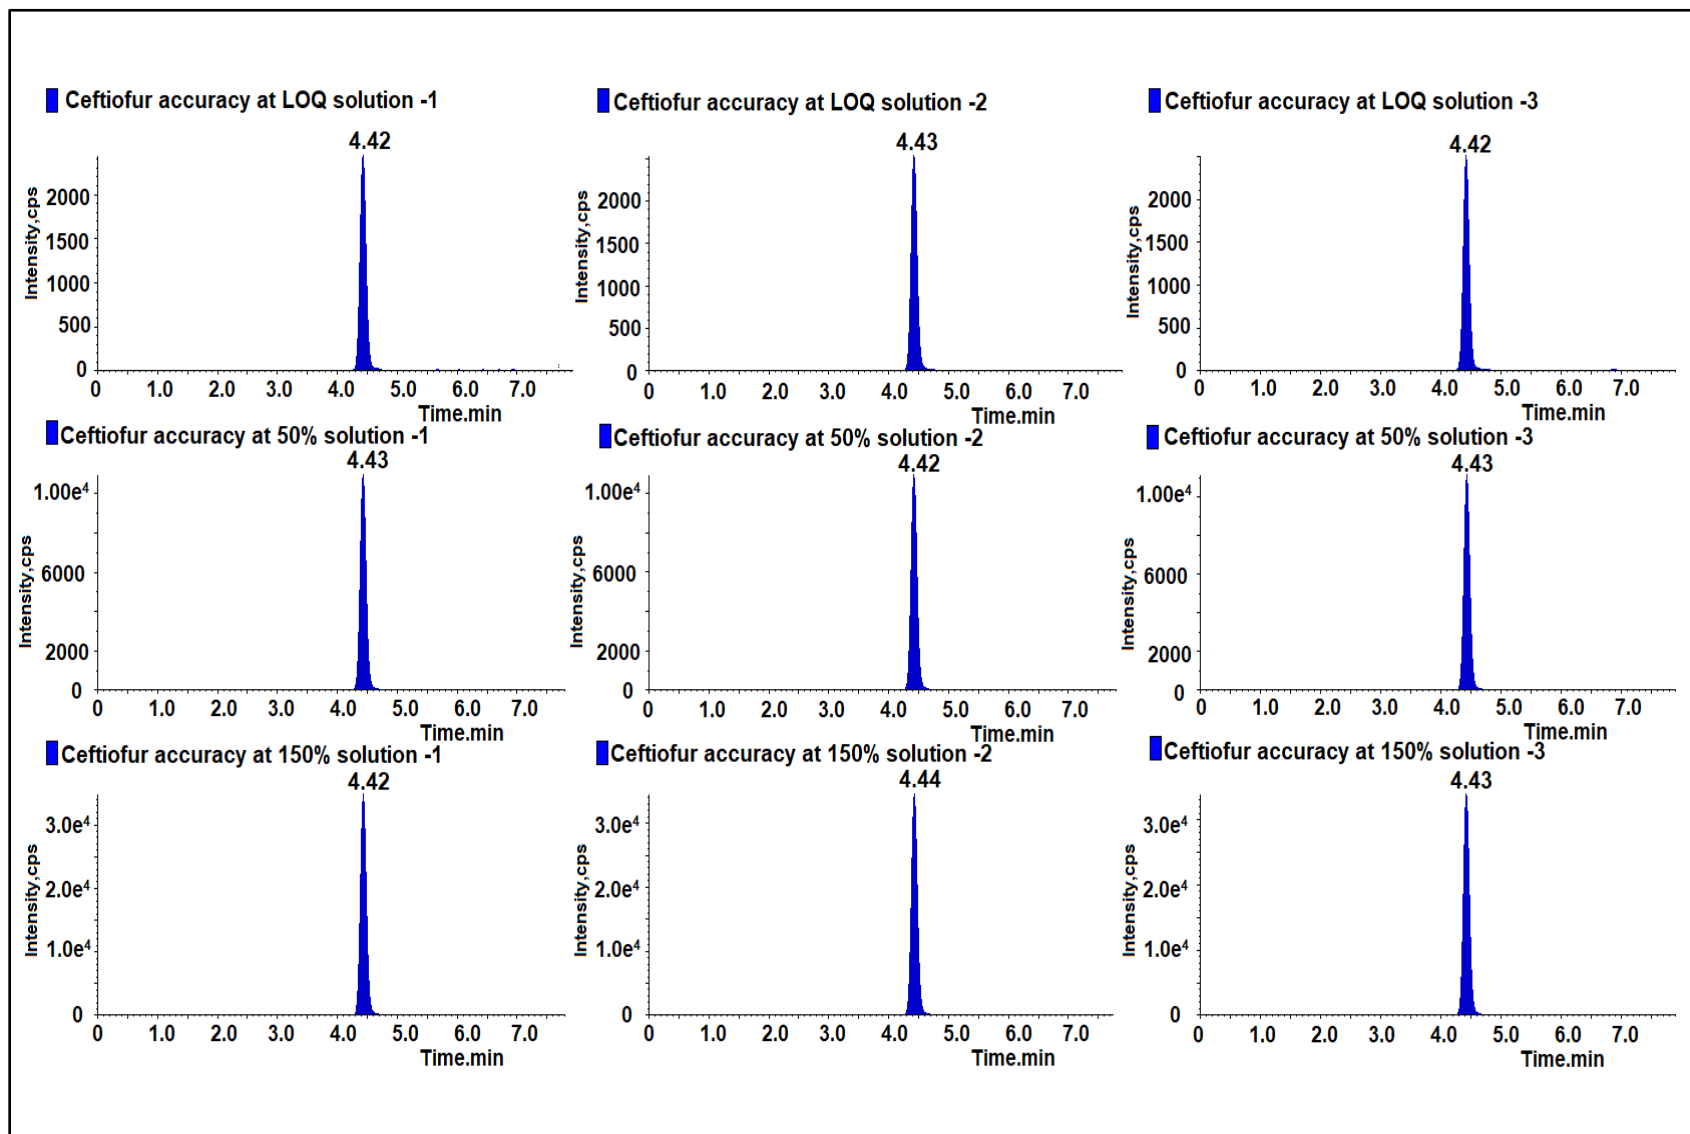 Ceftiofur accuracy at LOQ solution -1
4.42
Intensity,cps
2000
1500
1000
500
0
0 1.0 2.0 3.0 4.0 5.0 6.0 7.0
Time.min
Ceftiofur accuracy at LOQ solution -2
4.43
Intensity,cps
2000
1500
1000
500
0
0 1.0 2.0 3.0 4.0 5.0 6.0 7.0
Time.min
Ceftiofur accuracy at LOQ solution -3
4.42
Intensity,cps
2000
1500
1000
500
0
0 1.0 2.0 3.0 4.0 5.0 6.0 7.0
Time.min
Ceftiofur accuracy at 50% solution -1
4.43
Intensity,cps
1.00e⁴
6000
2000
0
0 1.0 2.0 3.0 4.0 5.0 6.0 7.0
Time.min
Ceftiofur accuracy at 50% solution -2
4.42
Intensity,cps
1.00e⁴
6000
2000
0
0 1.0 2.0 3.0 4.0 5.0 6.0 7.0
Time.min
Ceftiofur accuracy at 50% solution -3
4.43
Intensity,cps
1.00e⁴
6000
2000
0
0 1.0 2.0 3.0 4.0 5.0 6.0 7.0
Time.min
Ceftiofur accuracy at 150% solution -1
4.42
Intensity,cps
3.0e⁴
2.0e⁴
1.0e⁴
0
0 1.0 2.0 3.0 4.0 5.0 6.0 7.0
Time.min
Ceftiofur accuracy at 150% solution -2
4.44
Intensity,cps
3.0e⁴
2.0e⁴
1.0e⁴
0
0 1.0 2.0 3.0 4.0 5.0 6.0 7.0
Time.min
Ceftiofur accuracy at 150% solution -3
4.43
Intensity,cps
3.0e⁴
2.0e⁴
1.0e⁴
0
0 1.0 2.0 3.0 4.0 5.0 6.0 7.0
Time.min